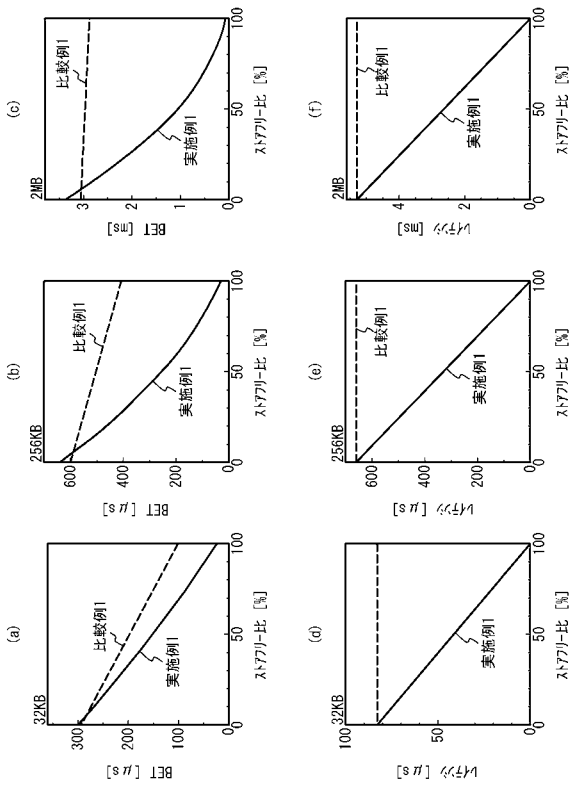 (a)
32KB
300
200
100
0
BET [μs]
0
50
100
ストアフリー比 [%]
比較例1
実施例1
(b)
256KB
600
400
200
0
BET [μs]
0
50
100
ストアフリー比 [%]
比較例1
実施例1
(c)
2MB
3
2
1
0
BET [ms]
0
50
100
ストアフリー比 [%]
比較例1
実施例1
(d)
32KB
100
50
0
レイテンシ [μs]
0
50
100
ストアフリー比 [%]
実施例1
(e)
256KB
600
400
200
0
レイテンシ [μs]
0
50
100
ストアフリー比 [%]
比較例1
実施例1
(f)
2MB
4
2
0
レイテンシ [ms]
0
50
100
ストアフリー比 [%]
比較例1
実施例1